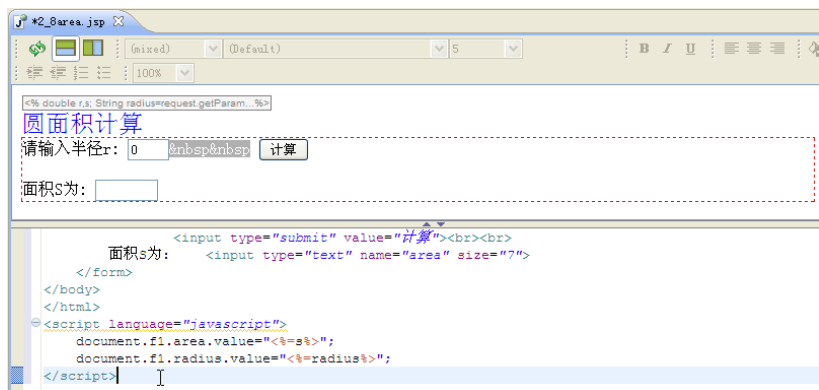 *2_8area.jsp
(mixed)
(Default)
5
B I U
100%
<% double r,s; String radius=request.getParam...%>
圆面积计算
请输入半径r: 0 &nbsp&nbsp 计算
面积S为:
<input type="submit" value="计算"><br><br>
面积S为: <input type="text" name="area" size="7">
</form>
</body>
</html>
<script language="javascript">
document.f1.area.value="<%=s%>";
document.f1.radius.value="<%=radius%>";
</script>